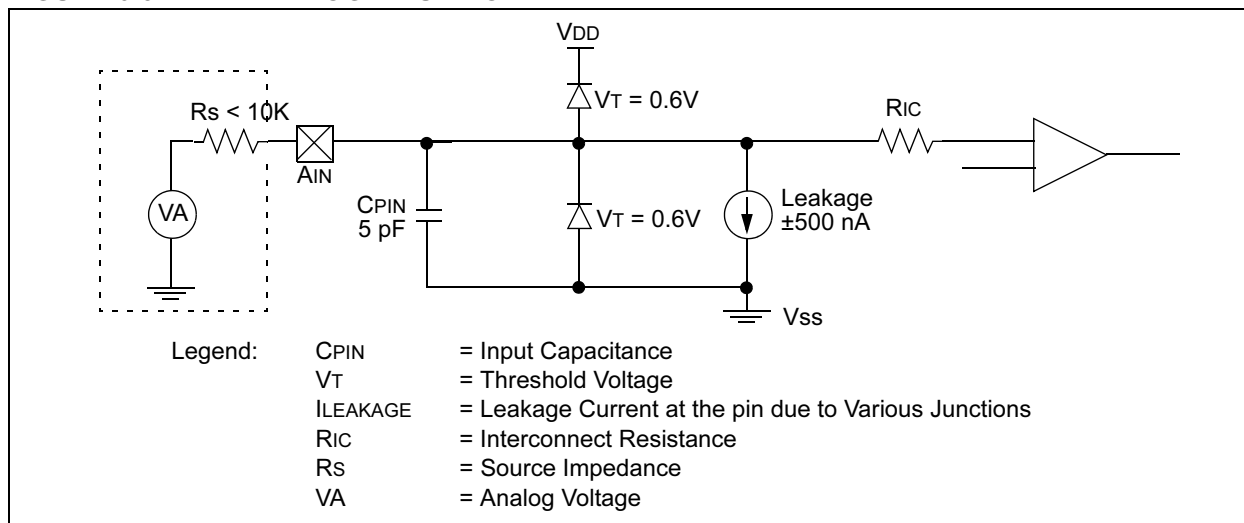 VDD
Rs < 10K
VT = 0.6V
RIC
AIN
VA
CPIN
5 pF
VT = 0.6V
Leakage
±500 nA
Vss
Legend: CPIN = Input Capacitance
VT = Threshold Voltage
ILEAKAGE = Leakage Current at the pin due to Various Junctions
RIC = Interconnect Resistance
RS = Source Impedance
VA = Analog Voltage